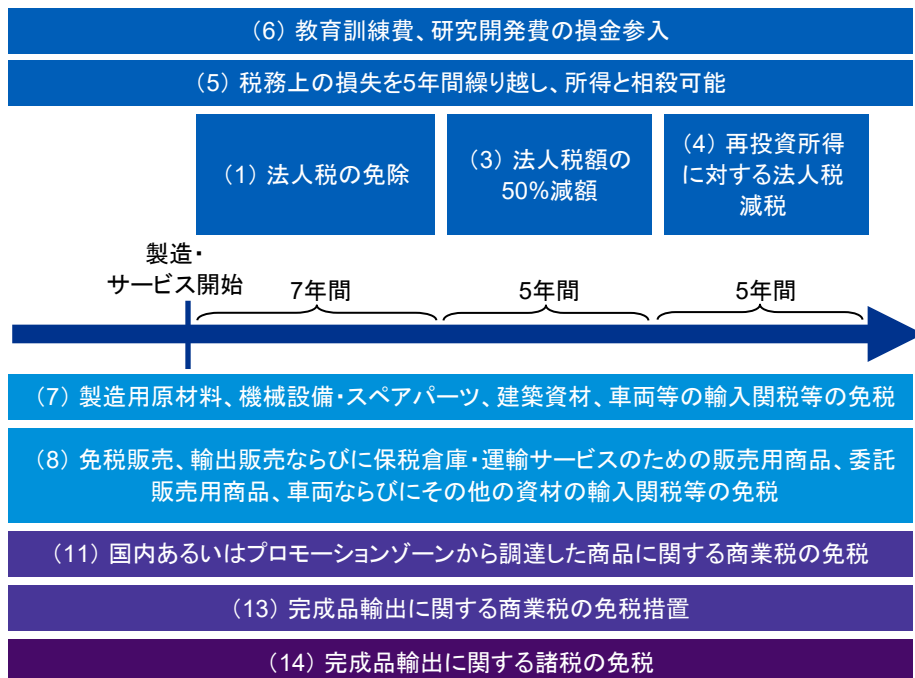 (6) 教育訓練費、研究開発費の損金参入
(5) 税務上の損失を5年間繰り越し、所得と相殺可能
(1) 法人税の免除
(3) 法人税額の
50%減額
(4) 再投資所得
に対する法人税
減税
製造・
サービス開始
7年間
5年間
5年間
(7) 製造用原材料、機械設備・スペアパーツ、建築資材、車両等の輸入関税等の免税
(8) 免税販売、輸出販売ならびに保税倉庫・運輸サービスのための販売用商品、委託
販売用商品、車両ならびにその他の資材の輸入関税等の免税
(11) 国内あるいはプロモーションゾーンから調達した商品に関する商業税の免税
(13) 完成品輸出に関する商業税の免税措置
(14) 完成品輸出に関する諸税の免税